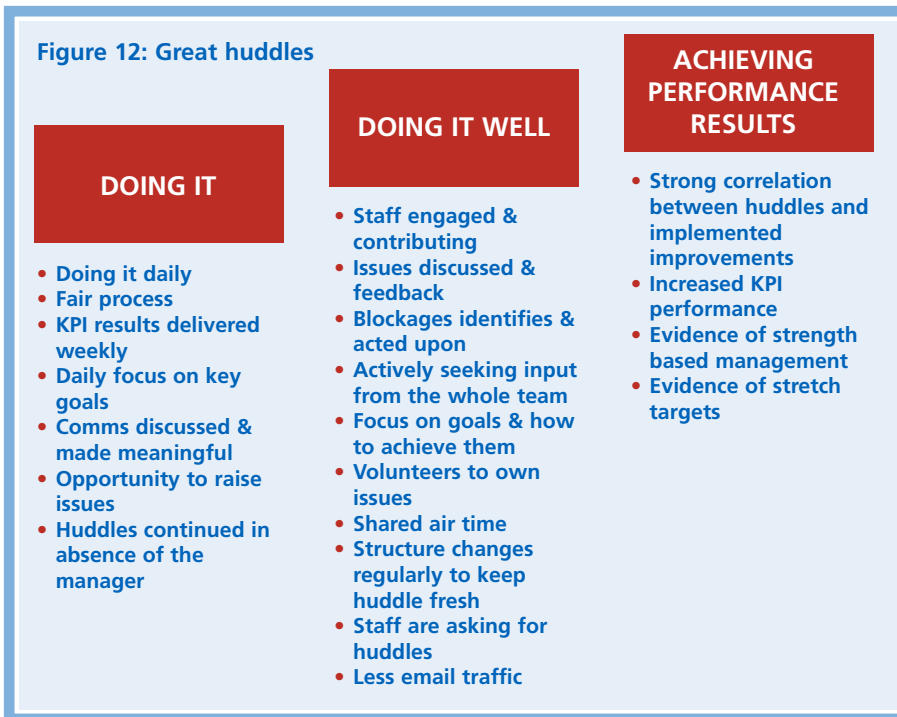 Figure 12: Great huddles
DOING IT
• Doing it daily
• Fair process
• KPI results delivered
weekly
• Daily focus on key
goals
• Comms discussed &
made meaningful
• Opportunity to raise
issues
• Huddles continued in
absence of the
manager
DOING IT WELL
• Staff engaged &
contributing
• Issues discussed &
feedback
• Blockages identifies &
acted upon
• Actively seeking input
from the whole team
• Focus on goals & how
to achieve them
• Volunteers to own
issues
• Shared air time
• Structure changes
regularly to keep
huddle fresh
• Staff are asking for
huddles
• Less email traffic
ACHIEVING
PERFORMANCE
RESULTS
• Strong correlation
between huddles and
implemented
improvements
• Increased KPI
performance
• Evidence of strength
based management
• Evidence of stretch
targets